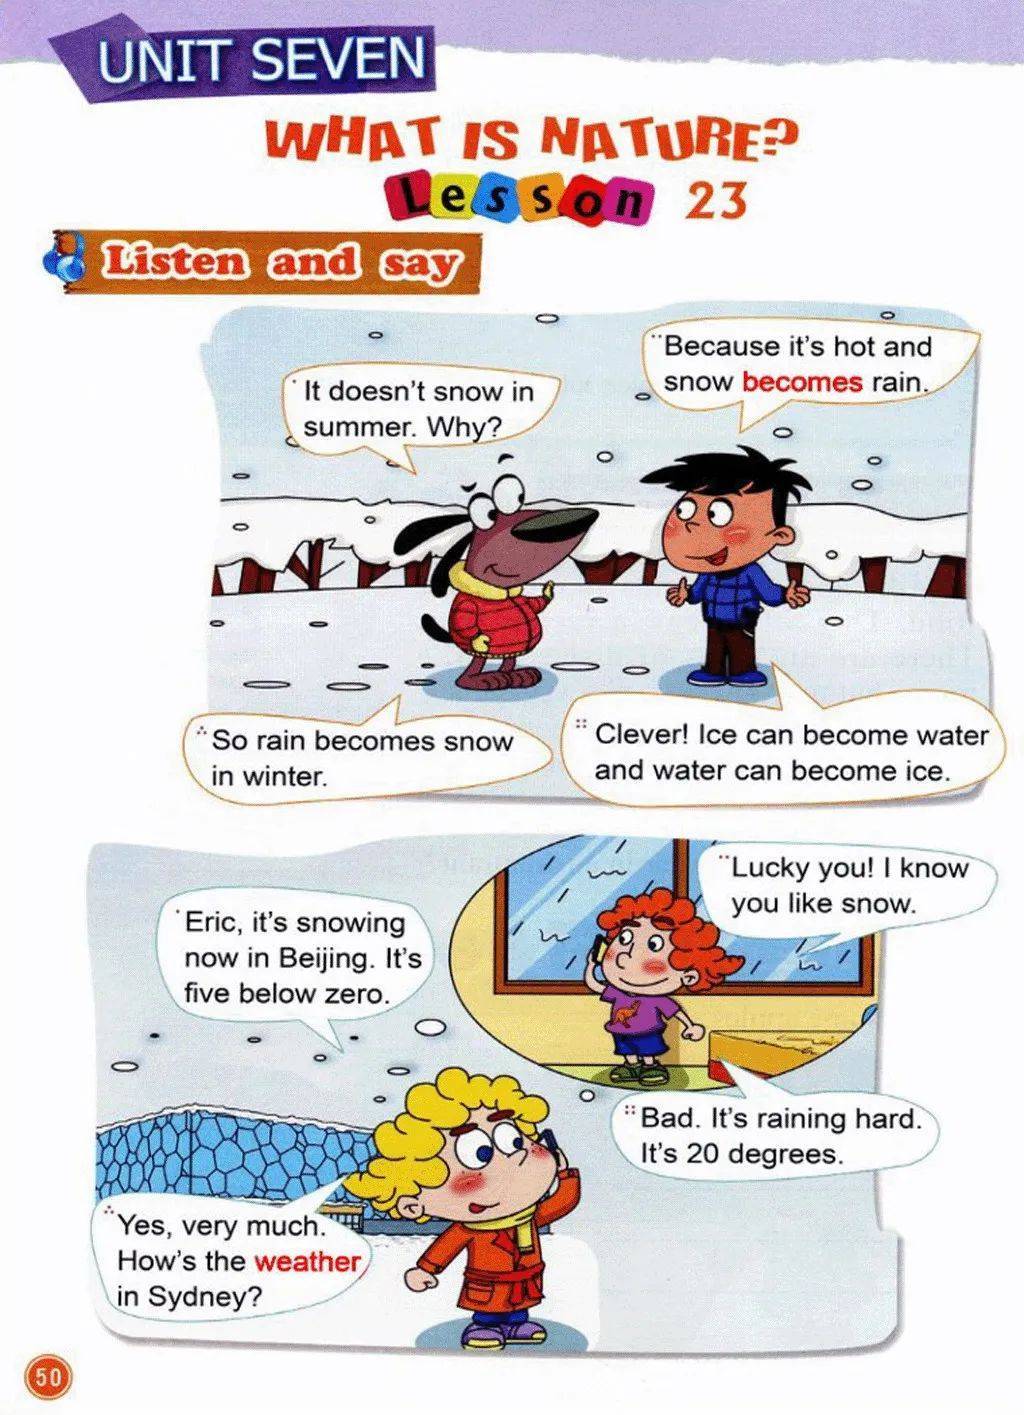 UNIT SEVEN
WHAT IS NATURE?
Lesson 23
Listen and say
It doesn't snow in
summer. Why?
Because it's hot and
snow becomes rain.
So rain becomes snow
in winter.
Clever! Ice can become water
and water can become ice.
Eric, it's snowing
now in Beijing. It's
five below zero.
Lucky you! I know
you like snow.
Yes, very much.
How's the weather
in Sydney?
Bad. It's raining hard.
It's 20 degrees.
50